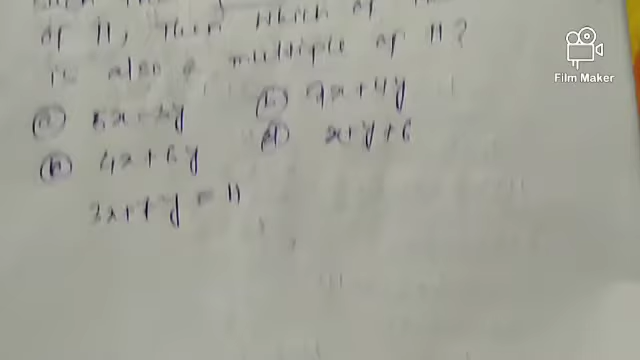 of 11, then which of
is also a multiple of 11?
(a) 5x - 3y (b) 9x + 4y
(b) 4x + 6y (d) x + y + 6
3x + 7y = 11
Film Maker